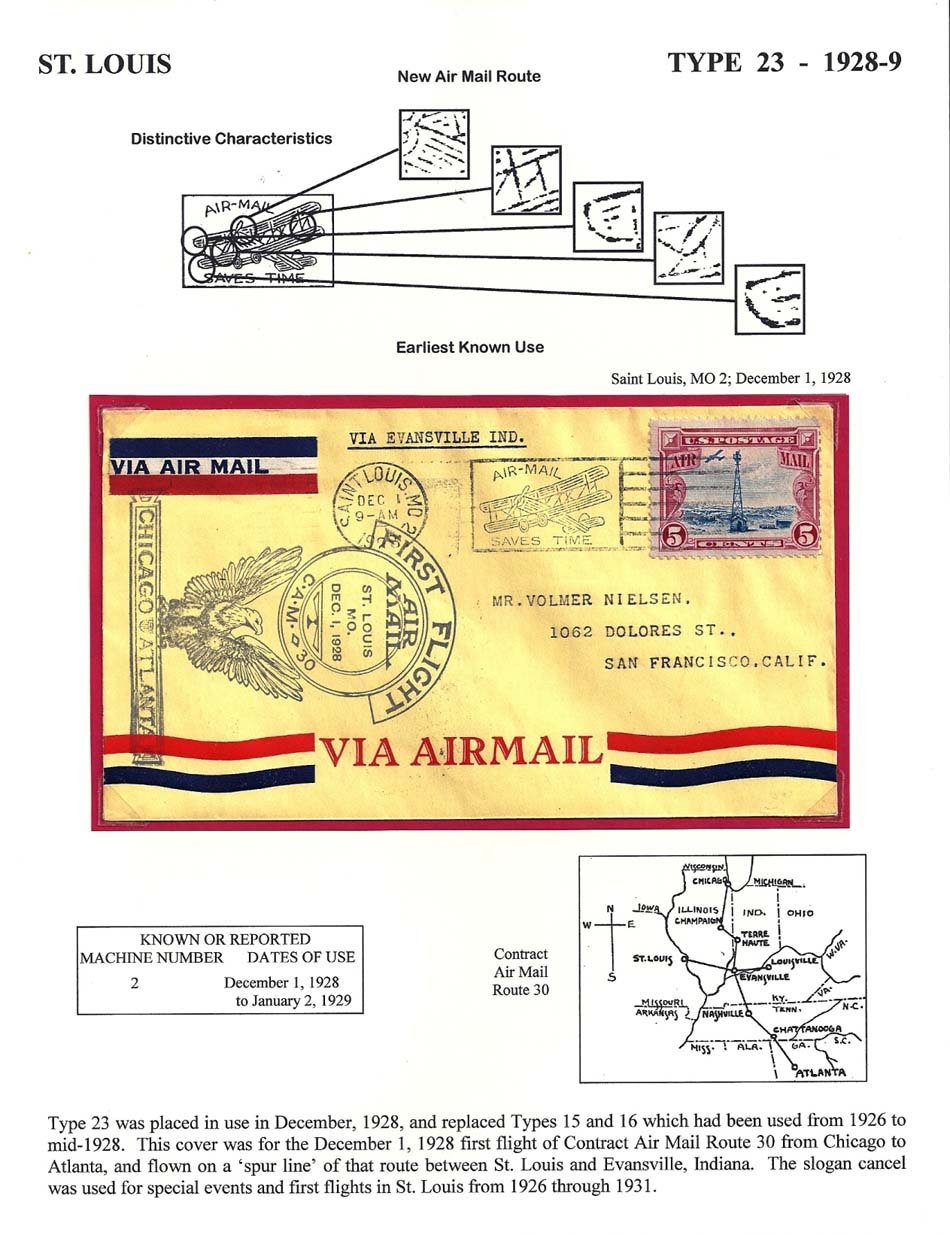 ST. LOUIS
TYPE 23 - 1928-9
New Air Mail Route
Distinctive Characteristics
AIR-MAIL
SAVES TIME
Earliest Known Use
Saint Louis, MO 2; December 1, 1928
VIA AIR MAIL
VIA EVANSVILLE IND.
SAINT LOUIS, MO. 2
DEC 1
9-AM
AIR-MAIL
SAVES TIME
U.S. POSTAGE
AIR MAIL
5 CENTS 5
CHICAGO ATLANTA
FIRST FLIGHT
AIR MAIL
ST. LOUIS
MO.
DEC. 1, 1928
C.A.M. 30
MR.VOLMER NIELSEN.
1062 DOLORES ST..
SAN FRANCISCO,CALIF.
VIA AIRMAIL
KNOWN OR REPORTED
MACHINE NUMBER DATES OF USE
2 December 1, 1928
to January 2, 1929
Contract
Air Mail
Route 30
WISCONSIN
CHICAGO
MICHIGAN
IOWA
ILLINOIS
IND.
OHIO
CHAMPAIGN
N
W E
S
TERRE
HAUTE
ST. LOUIS
LOUISVILLE
W.VA.
EVANSVILLE
VA.
MISSOURI
ARKANSAS
KY.
TENN.
N.C.
NASHVILLE
CHATTANOOGA
MISS. ALA. GA. S.C.
ATLANTA
Type 23 was placed in use in December, 1928, and replaced Types 15 and 16 which had been used from 1926 to
mid-1928. This cover was for the December 1, 1928 first flight of Contract Air Mail Route 30 from Chicago to
Atlanta, and flown on a ‘spur line’ of that route between St. Louis and Evansville, Indiana. The slogan cancel
was used for special events and first flights in St. Louis from 1926 through 1931.